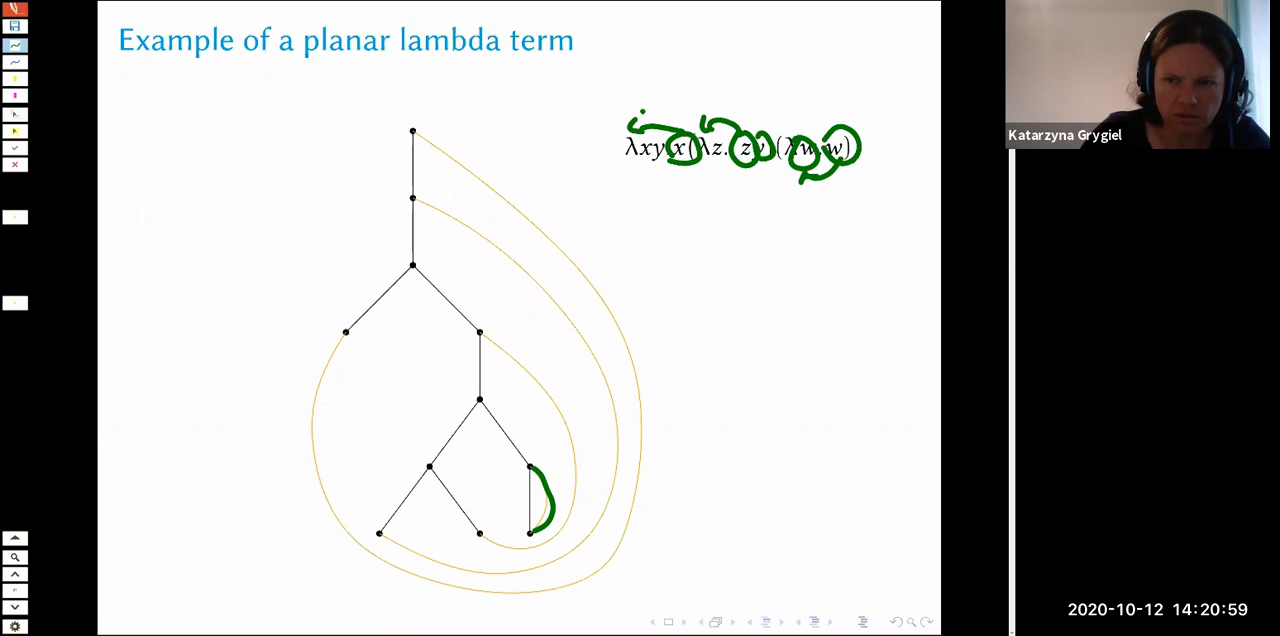 Example of a planar lambda term
Katarzyna Grygiel
λxy x(λz. zy (λw.w)
2020-10-12 14:20:59